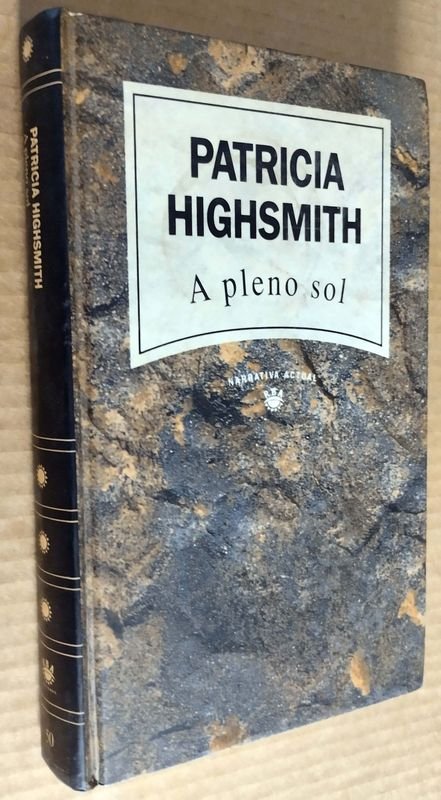 PATRICIA
HIGHSMITH
A pleno sol
NARRATIVA ACTUAL
PATRICIA HIGHSMITH
A pleno sol
50